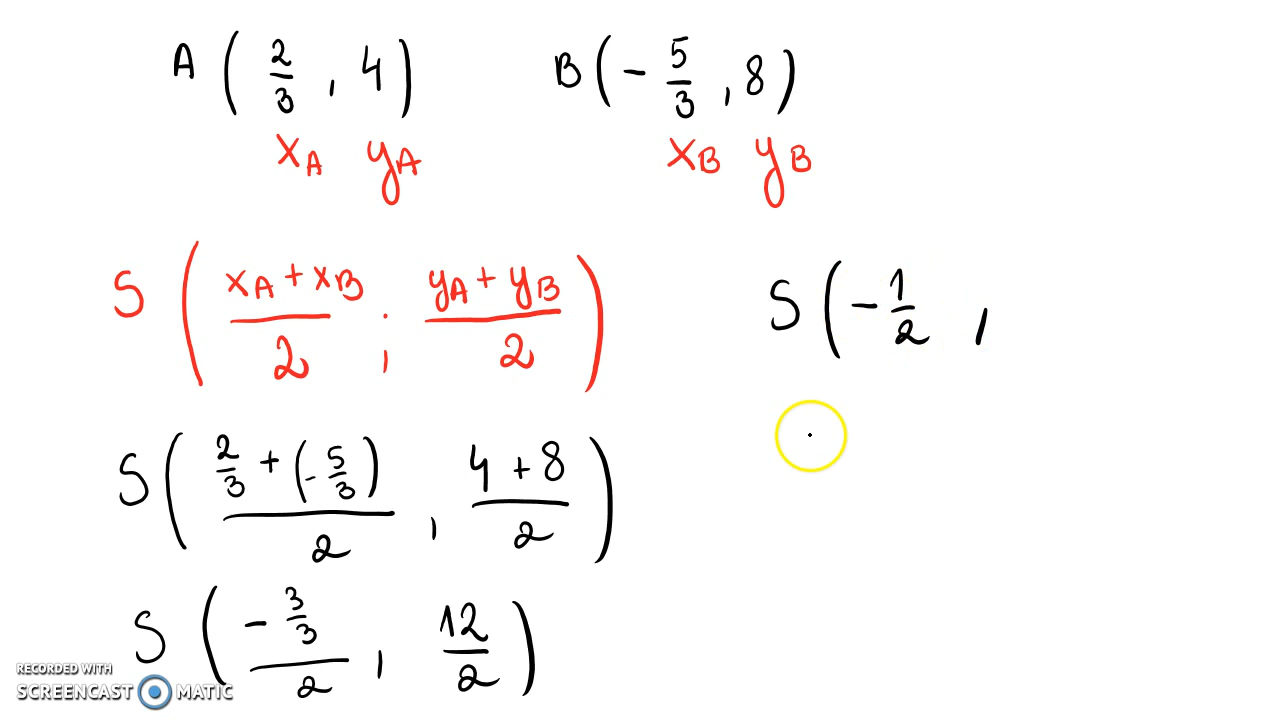 A ( 2/3 , 4 ) B ( - 5/3 , 8 )
xA yA xB yB
S ( xA + xB / 2 ; yA + yB / 2 ) S ( - 1/2 ,
S ( 2/3 + ( - 5/3 ) / 2 , 4 + 8 / 2 )
S ( - 3/3 / 2 , 12 / 2 )
RECORDED WITH
SCREENCAST MATIC